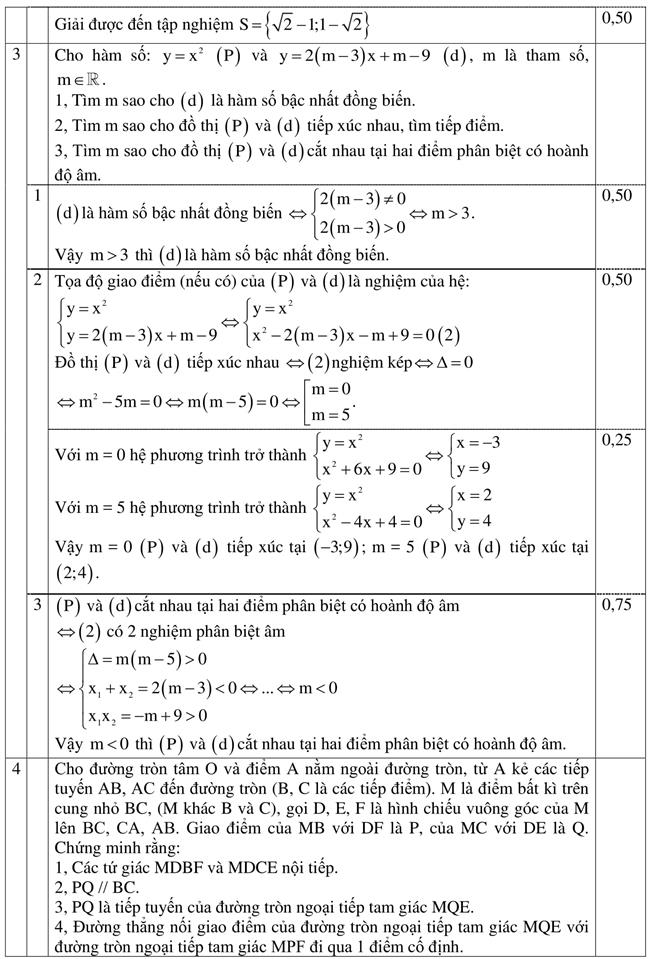 Giải được đến tập nghiệm S = {√2 − 1; 1 − √2} 0,50
3 Cho hàm số: y = x² (P) và y = 2(m − 3)x + m − 9 (d), m là tham số,
m ∈ ℝ.
1, Tìm m sao cho (d) là hàm số bậc nhất đồng biến.
2, Tìm m sao cho đồ thị (P) và (d) tiếp xúc nhau, tìm tiếp điểm.
3, Tìm m sao cho đồ thị (P) và (d) cắt nhau tại hai điểm phân biệt có hoành
độ âm.
1 (d) là hàm số bậc nhất đồng biến ⇔ { 2(m − 3) ≠ 0 0,50
2(m − 3) > 0 ⇔ m > 3.
Vậy m > 3 thì (d) là hàm số bậc nhất đồng biến.
2 Tọa độ giao điểm (nếu có) của (P) và (d) là nghiệm của hệ: 0,50
{ y = x² ⇔ { y = x²
y = 2(m − 3)x + m − 9 x² − 2(m − 3)x − m + 9 = 0 (2)
Đồ thị (P) và (d) tiếp xúc nhau ⇔ (2) nghiệm kép ⇔ Δ = 0
⇔ m² − 5m = 0 ⇔ m(m − 5) = 0 ⇔ [ m = 0
m = 5.
Với m = 0 hệ phương trình trở thành { y = x² ⇔ { x = −3 0,25
x² + 6x + 9 = 0 y = 9
Với m = 5 hệ phương trình trở thành { y = x² ⇔ { x = 2
x² − 4x + 4 = 0 y = 4
Vậy m = 0 (P) và (d) tiếp xúc tại (−3;9); m = 5 (P) và (d) tiếp xúc tại
(2;4).
3 (P) và (d) cắt nhau tại hai điểm phân biệt có hoành độ âm 0,75
⇔ (2) có 2 nghiệm phân biệt âm
{ Δ = m(m − 5) > 0
⇔ x₁ + x₂ = 2(m − 3) < 0 ⇔ ... ⇔ m < 0
x₁x₂ = −m + 9 > 0
Vậy m < 0 thì (P) và (d) cắt nhau tại hai điểm phân biệt có hoành độ âm.
4 Cho đường tròn tâm O và điểm A nằm ngoài đường tròn, từ A kẻ các tiếp
tuyến AB, AC đến đường tròn (B, C là các tiếp điểm). M là điểm bất kì trên
cung nhỏ BC, (M khác B và C), gọi D, E, F là hình chiếu vuông góc của M
lên BC, CA, AB. Giao điểm của MB với DF là P, của MC với DE là Q.
Chứng minh rằng:
1, Các tứ giác MDBF và MDCE nội tiếp.
2, PQ // BC.
3, PQ là tiếp tuyến của đường tròn ngoại tiếp tam giác MQE.
4, Đường thẳng nối giao điểm của đường tròn ngoại tiếp tam giác MQE với
đường tròn ngoại tiếp tam giác MPF đi qua 1 điểm cố định.